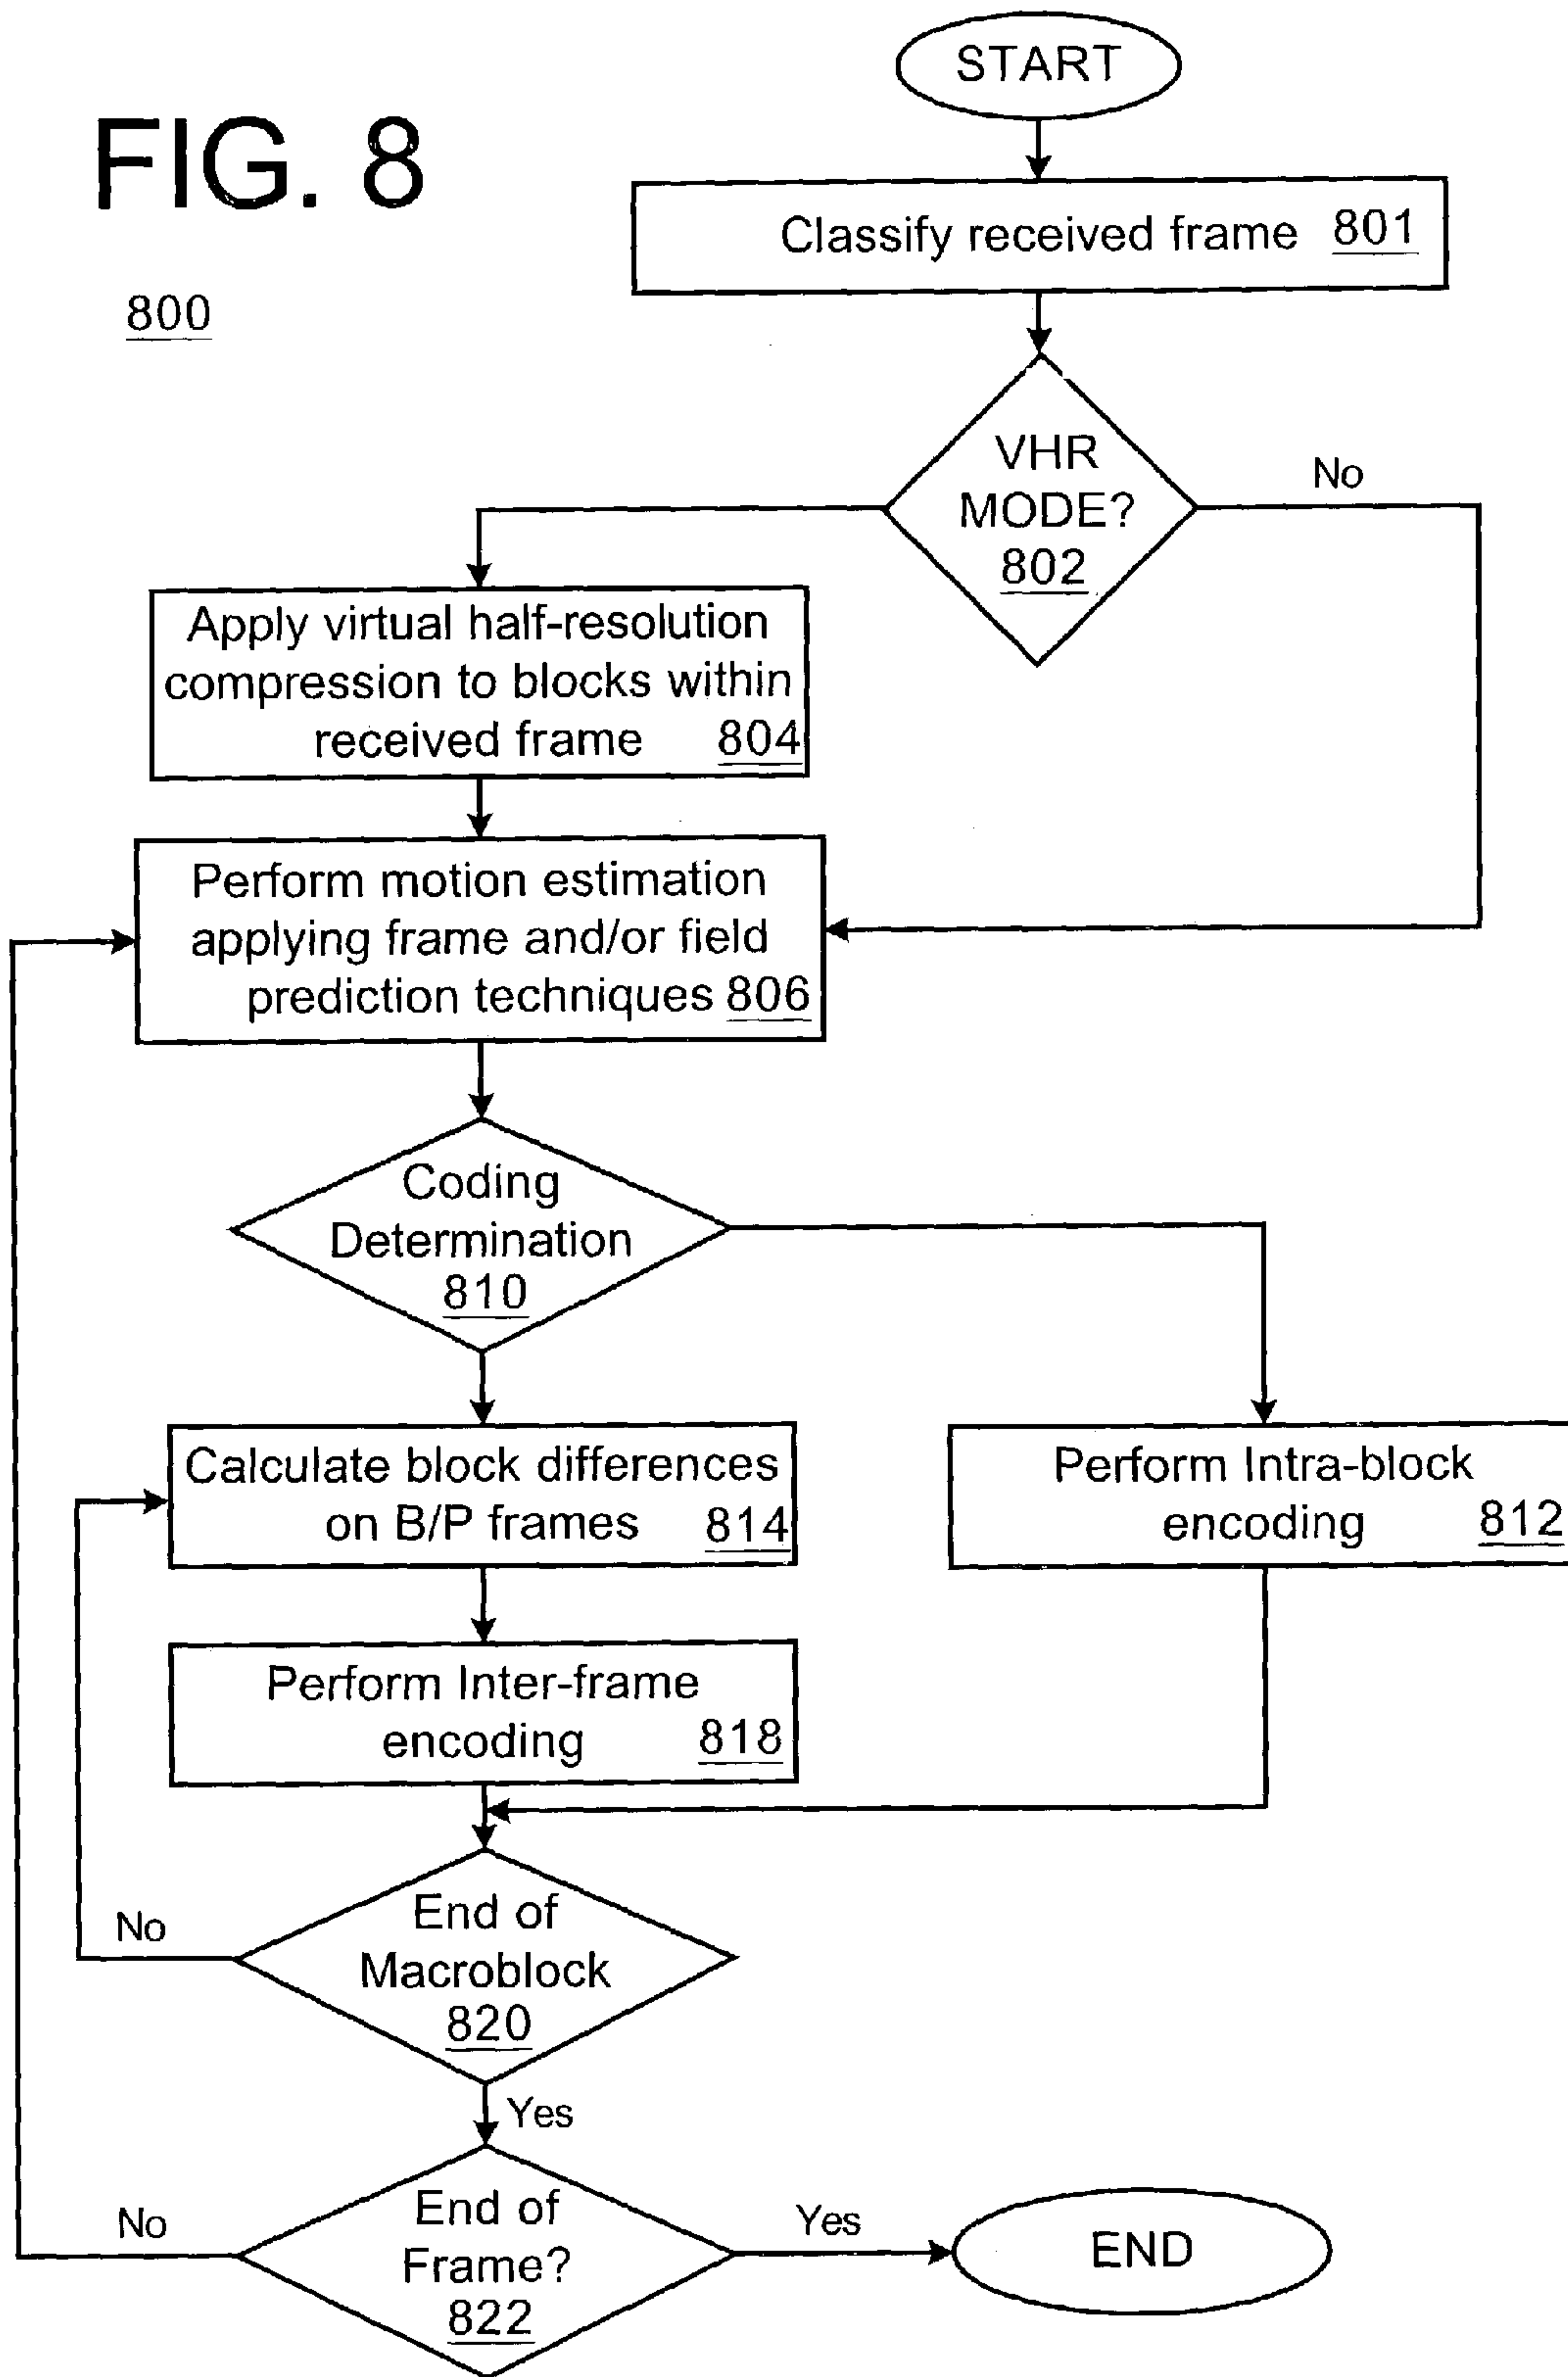 START
FIG. 8
Classify received frame 801
800
VHR
MODE?
802
No
Apply virtual half-resolution
compression to blocks within
received frame 804
Perform motion estimation
applying frame and/or field
prediction techniques 806
Coding
Determination
810
Calculate block differences
on B/P frames 814
Perform Intra-block
encoding 812
Perform Inter-frame
encoding 818
End of
Macroblock
820
No
Yes
End of
Frame?
822
No
Yes
END